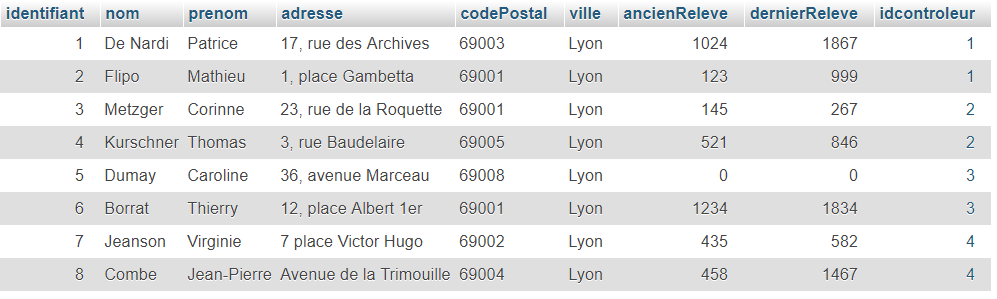 identifiant nom prenom adresse codePostal ville ancienReleve dernierReleve idcontroleur
1 De Nardi Patrice 17, rue des Archives 69003 Lyon 1024 1867 1
2 Flipo Mathieu 1, place Gambetta 69001 Lyon 123 999 1
3 Metzger Corinne 23, rue de la Roquette 69001 Lyon 145 267 2
4 Kurschner Thomas 3, rue Baudelaire 69005 Lyon 521 846 2
5 Dumay Caroline 36, avenue Marceau 69008 Lyon 0 0 3
6 Borrat Thierry 12, place Albert 1er 69001 Lyon 1234 1834 3
7 Jeanson Virginie 7 place Victor Hugo 69002 Lyon 435 582 4
8 Combe Jean-Pierre Avenue de la Trimouille 69004 Lyon 458 1467 4